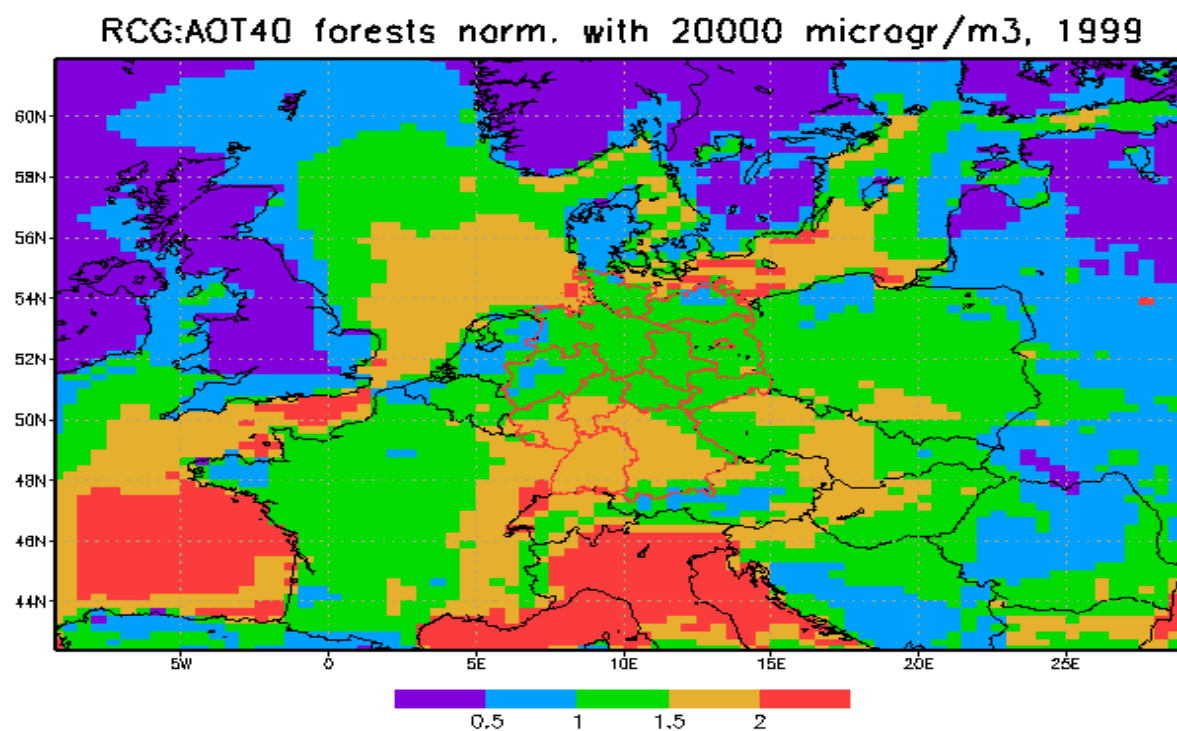 RCG:AOT40 forests norm. with 20000 microgr/m3, 1999
60N
58N
56N
54N
52N
50N
48N
46N
44N
5W 0 5E 10E 15E 20E 25E
0.5 1 1.5 2